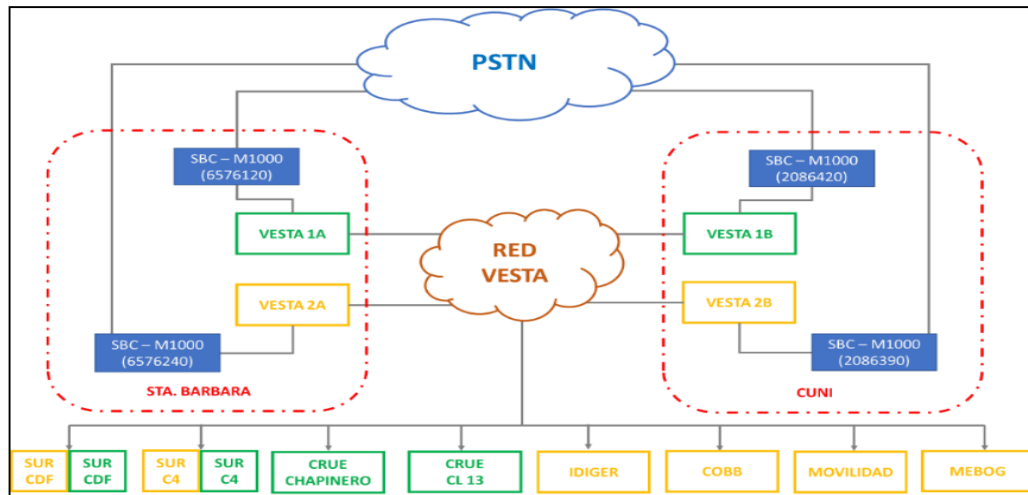 PSTN
SBC – M1000
(6576120)
SBC – M1000
(2086420)
VESTA 1A
RED
VESTA
VESTA 1B
VESTA 2A
VESTA 2B
SBC – M1000
(6576240)
SBC – M1000
(2086390)
STA. BARBARA
CUNI
SUR
CDF
SUR
CDF
SUR
C4
SUR
C4
CRUE
CHAPINERO
CRUE
CL 13
IDIGER
COBB
MOVILIDAD
MEBOG